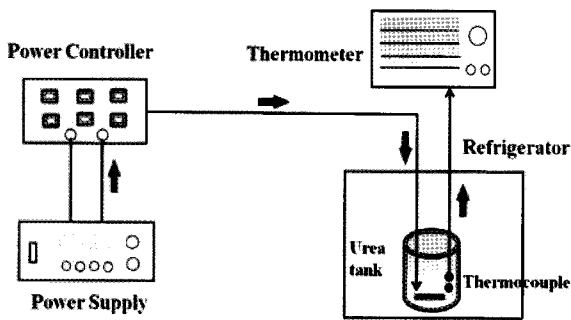 Power Controller
Thermometer
Refrigerator
Urea
tank
Thermocouple
Power Supply